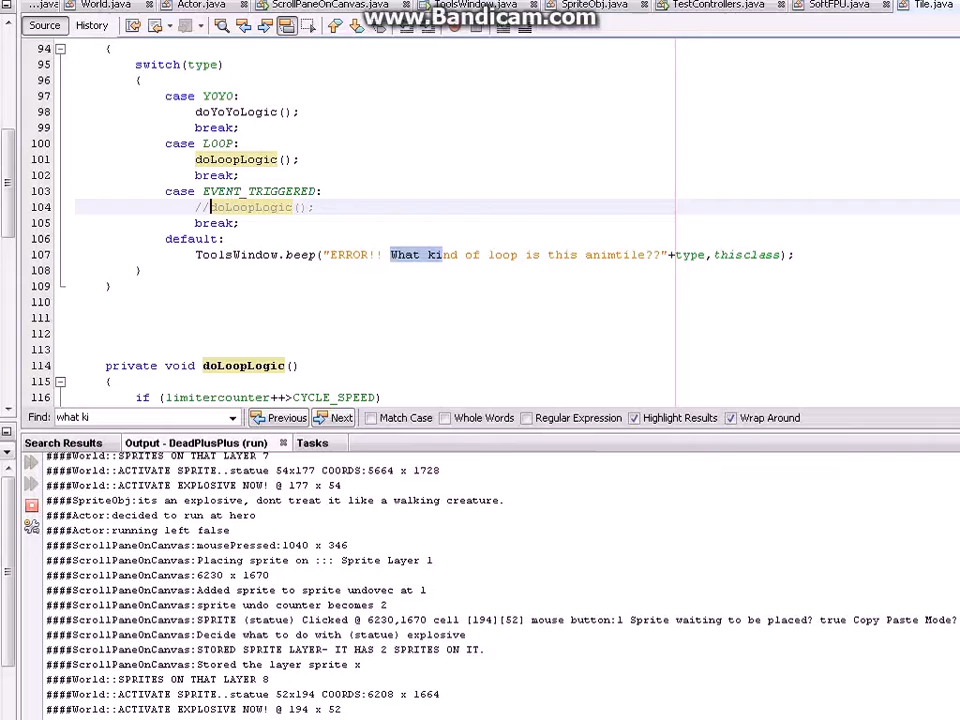 ...java World.java Actor.java ScrollPaneOnCanvas.java ToolsWindow.java SpriteObj.java TestControllers.java SoftFPU.java Tile.java
www.Bandicam.com
Source History
94 {
95 switch(type)
96 {
97 case YOYO:
98 doYoYoLogic();
99 break;
100 case LOOP:
101 doLoopLogic();
102 break;
103 case EVENT_TRIGGERED:
104 //doLoopLogic();
105 break;
106 default:
107 ToolsWindow.beep("ERROR!! What kind of loop is this animtile??"+type,thisclass);
108 }
109 }
110
111
112
113
114 private void doLoopLogic()
115 {
116 if (limitercounter++>CYCLE_SPEED)
Find: what ki Previous Next Match Case Whole Words Regular Expression Highlight Results Wrap Around
Search Results Output - DeadPlusPlus (run) Tasks
####World::SPRITES ON THAT LAYER 7
####World::ACTIVATE SPRITE..statue 54x177 COORDS:5664 x 1728
####World::ACTIVATE EXPLOSIVE NOW! @ 177 x 54
####SpriteObj:its an explosive, dont treat it like a walking creature.
####Actor:decided to run at hero
####Actor:running left false
####ScrollPaneOnCanvas:mousePressed:1040 x 346
####ScrollPaneOnCanvas:Placing sprite on ::: Sprite Layer 1
####ScrollPaneOnCanvas:6230 x 1670
####ScrollPaneOnCanvas:Added sprite to sprite undovec at 1
####ScrollPaneOnCanvas:sprite undo counter becomes 2
####ScrollPaneOnCanvas:SPRITE (statue) Clicked @ 6230,1670 cell [194][52] mouse button:1 Sprite waiting to be placed? true Copy Paste Mode?
####ScrollPaneOnCanvas:Decide what to do with (statue) explosive
####ScrollPaneOnCanvas:STORED SPRITE LAYER- IT HAS 2 SPRITES ON IT.
####ScrollPaneOnCanvas:Stored the layer sprite x
####World::SPRITES ON THAT LAYER 8
####World::ACTIVATE SPRITE..statue 52x194 COORDS:6208 x 1664
####World::ACTIVATE EXPLOSIVE NOW! @ 194 x 52